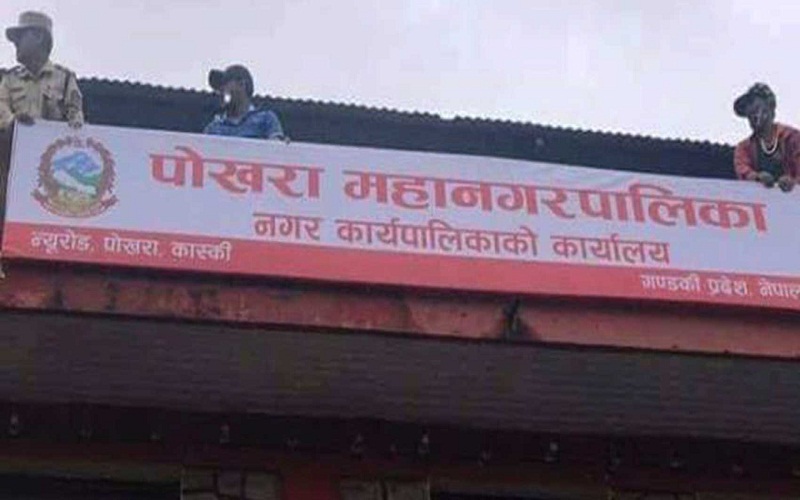 पोखरा महानगरपालिका
नगर कार्यपालिकाको कार्यालय
न्यूरोड, पोखरा, कास्की
गण्डकी प्रदेश, नेपाल